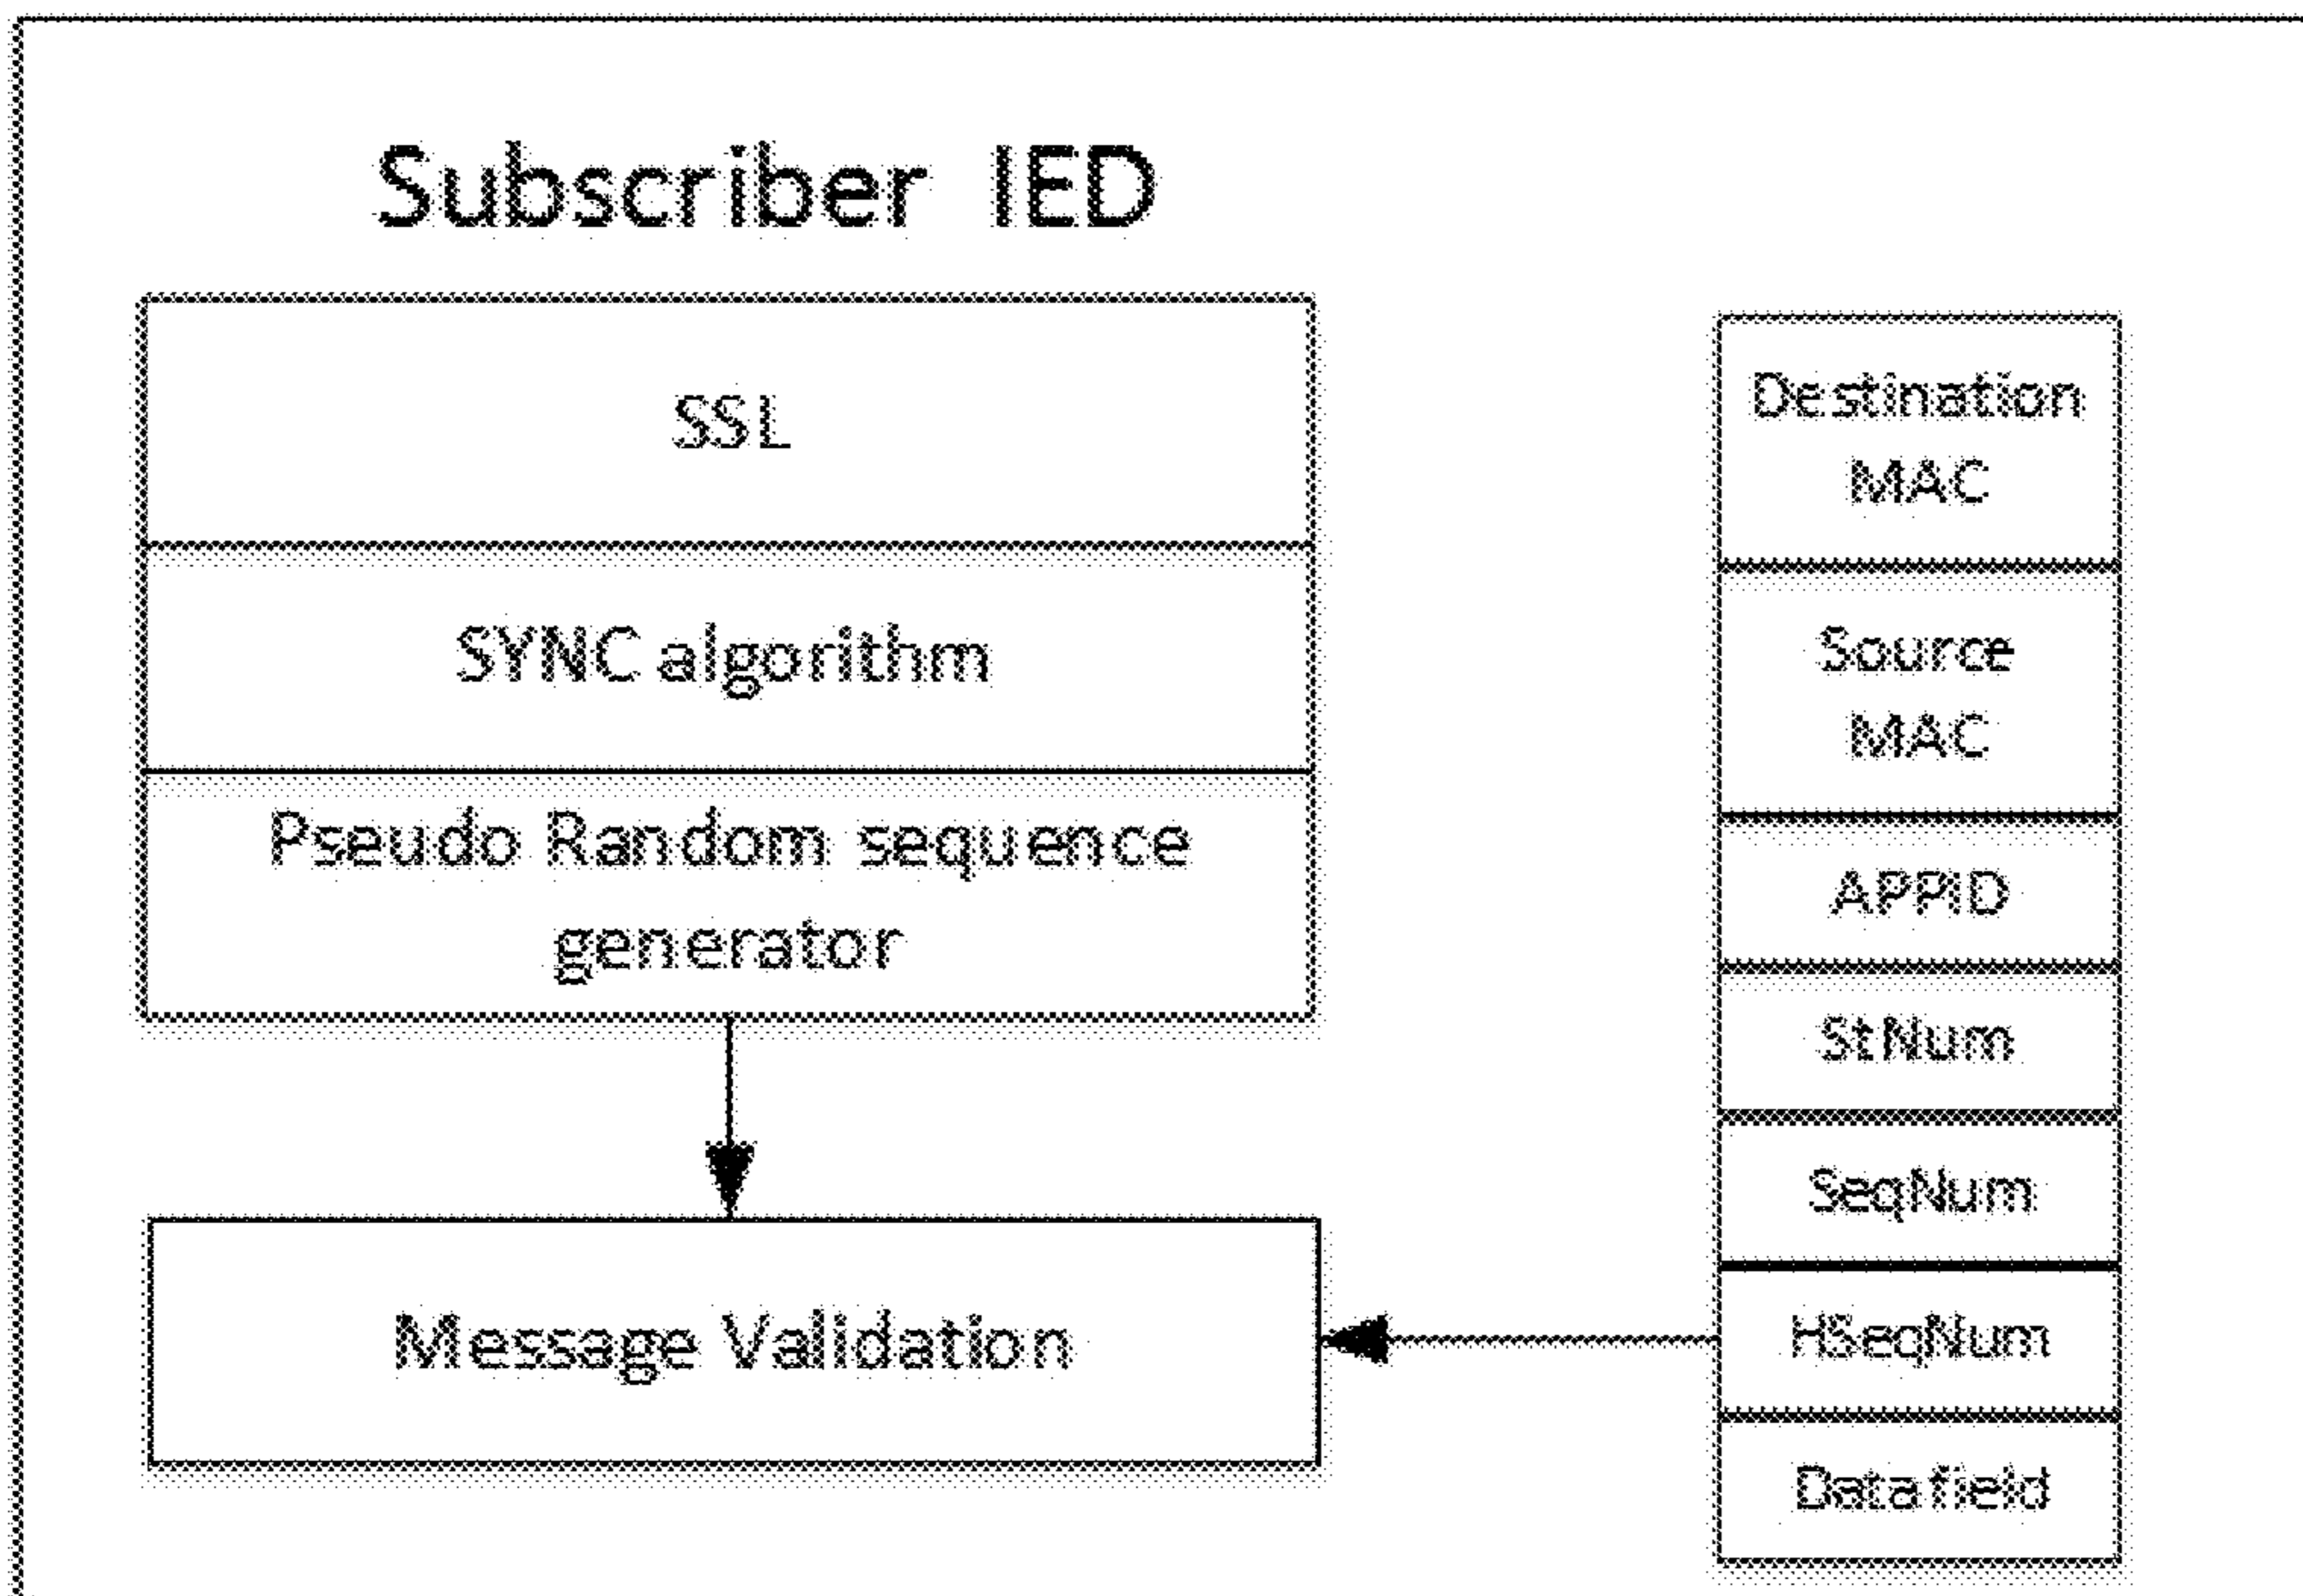 Subscriber IED
SSL
SYNC algorithm
Pseudo Random sequence
generator
Message Validation
Destination
MAC
Source
MAC
APPID
StNum
SeqNum
HSeqNum
Data field